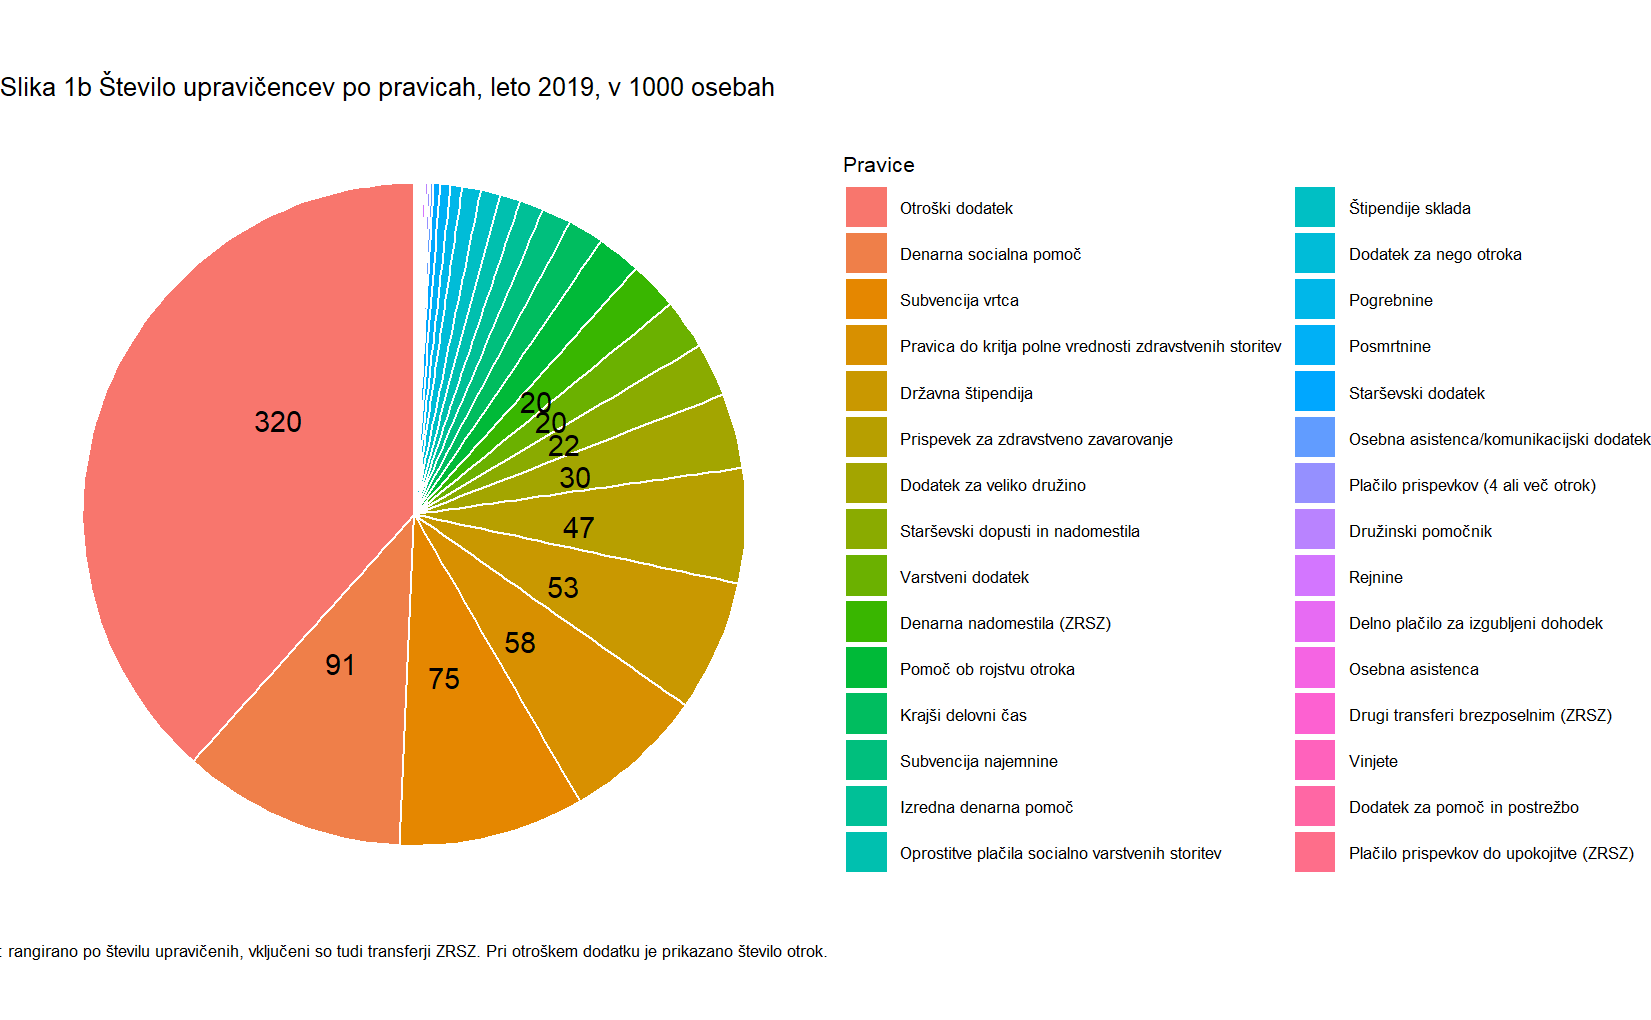 Slika 1b Število upravičencev po pravicah, leto 2019, v 1000 osebah
320
91
75
58
53
47
30
22
20
20
Pravice
Otroški dodatek
Denarna socialna pomoč
Subvencija vrtca
Pravica do kritja polne vrednosti zdravstvenih storitev
Državna štipendija
Prispevek za zdravstveno zavarovanje
Dodatek za veliko družino
Starševski dopusti in nadomestila
Varstveni dodatek
Denarna nadomestila (ZRSZ)
Pomoč ob rojstvu otroka
Krajši delovni čas
Subvencija najemnine
Izredna denarna pomoč
Oprostitve plačila socialno varstvenih storitev
Štipendije sklada
Dodatek za nego otroka
Pogrebnine
Posmrtnine
Starševski dodatek
Osebna asistenca/komunikacijski dodatek
Plačilo prispevkov (4 ali več otrok)
Družinski pomočnik
Rejnine
Delno plačilo za izgubljeni dohodek
Osebna asistenca
Drugi transferi brezposelnim (ZRSZ)
Vinjete
Dodatek za pomoč in postrežbo
Plačilo prispevkov do upokojitve (ZRSZ)
: rangirano po številu upravičenih, vključeni so tudi transferji ZRSZ. Pri otroškem dodatku je prikazano število otrok.